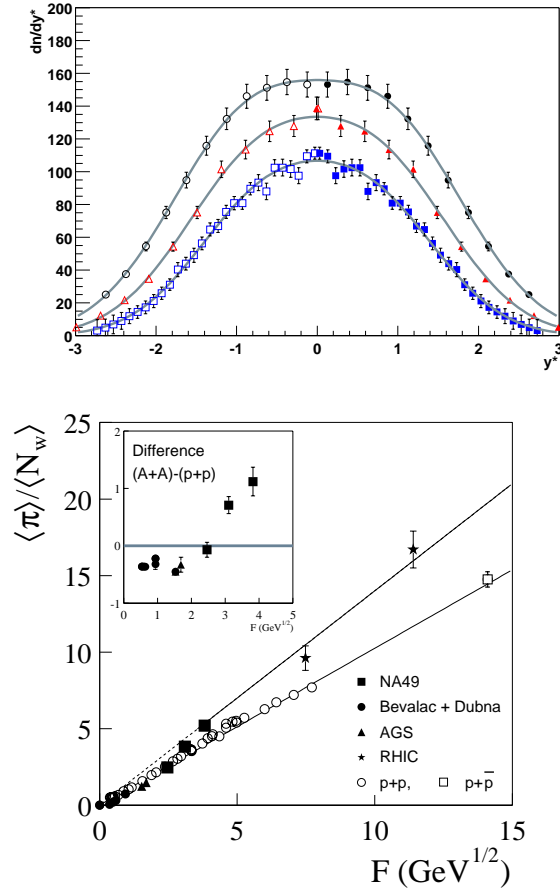 dn/dy*
200
180
160
140
120
100
80
60
40
20
0
-3 -2 -1 0 1 2 3
y*
⟨π⟩/⟨N_w⟩
25
20
15
10
5
0
2
1
0
-1
Difference
(A+A)-(p+p)
0 1 2 3 4 5
F (GeV^{1/2})
NA49
Bevalac + Dubna
AGS
RHIC
p+p, p+p̅
0 5 10 15
F (GeV^{1/2})